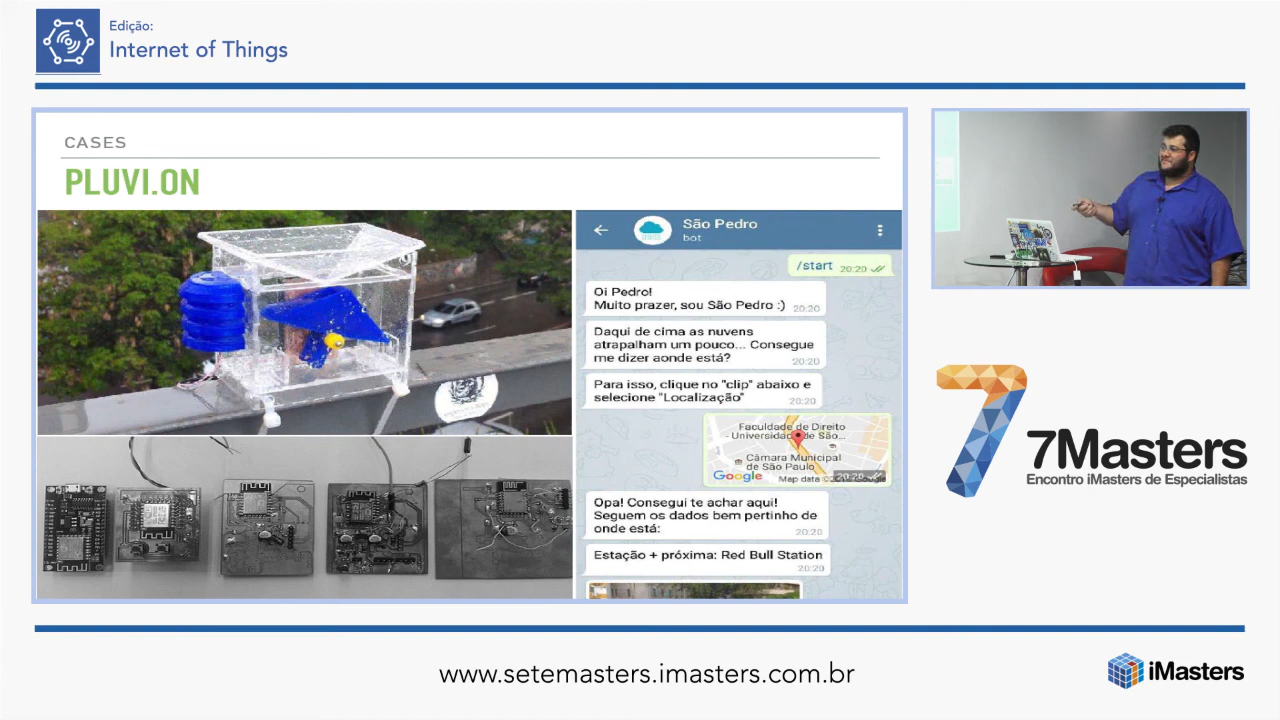 Edição:
Internet of Things
CASES
PLUVI.ON
São Pedro
bot
/start 20:20
Oi Pedro!
Muito prazer, sou São Pedro :) 20:20
Daqui de cima as nuvens
atrapalham um pouco... Consegue
me dizer aonde está? 20:20
Para isso, clique no "clip" abaixo e
selecione "Localização" 20:20
Faculdade de Direito
- Universidade de São...
Câmara Municipal
de São Paulo
Google Map data 20:20
Opa! Consegui te achar aqui!
Seguem os dados bem pertinho de
onde está: 20:20
Estação + próxima: Red Bull Station
20:20
7Masters
Encontro iMasters de Especialistas
www.setemasters.imasters.com.br
iMasters